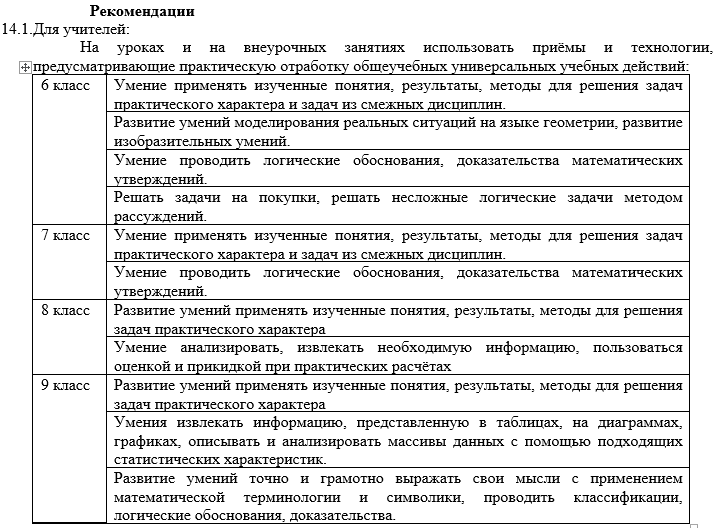 Рекомендации
14.1.Для учителей:
На уроках и на внеурочных занятиях использовать приёмы и технологии,
предусматривающие практическую отработку общеучебных универсальных учебных действий:
6 класс
Умение применять изученные понятия, результаты, методы для решения задач
практического характера и задач из смежных дисциплин.
Развитие умений моделирования реальных ситуаций на языке геометрии, развитие
изобразительных умений.
Умение проводить логические обоснования, доказательства математических
утверждений.
Решать задачи на покупки, решать несложные логические задачи методом
рассуждений.
7 класс
Умение применять изученные понятия, результаты, методы для решения задач
практического характера и задач из смежных дисциплин.
Умение проводить логические обоснования, доказательства математических
утверждений.
8 класс
Развитие умений применять изученные понятия, результаты, методы для решения
задач практического характера
Умение анализировать, извлекать необходимую информацию, пользоваться
оценкой и прикидкой при практических расчётах
9 класс
Развитие умений применять изученные понятия, результаты, методы для решения
задач практического характера
Умения извлекать информацию, представленную в таблицах, на диаграммах,
графиках, описывать и анализировать массивы данных с помощью подходящих
статистических характеристик.
Развитие умений точно и грамотно выражать свои мысли с применением
математической терминологии и символики, проводить классификации,
логические обоснования, доказательства.